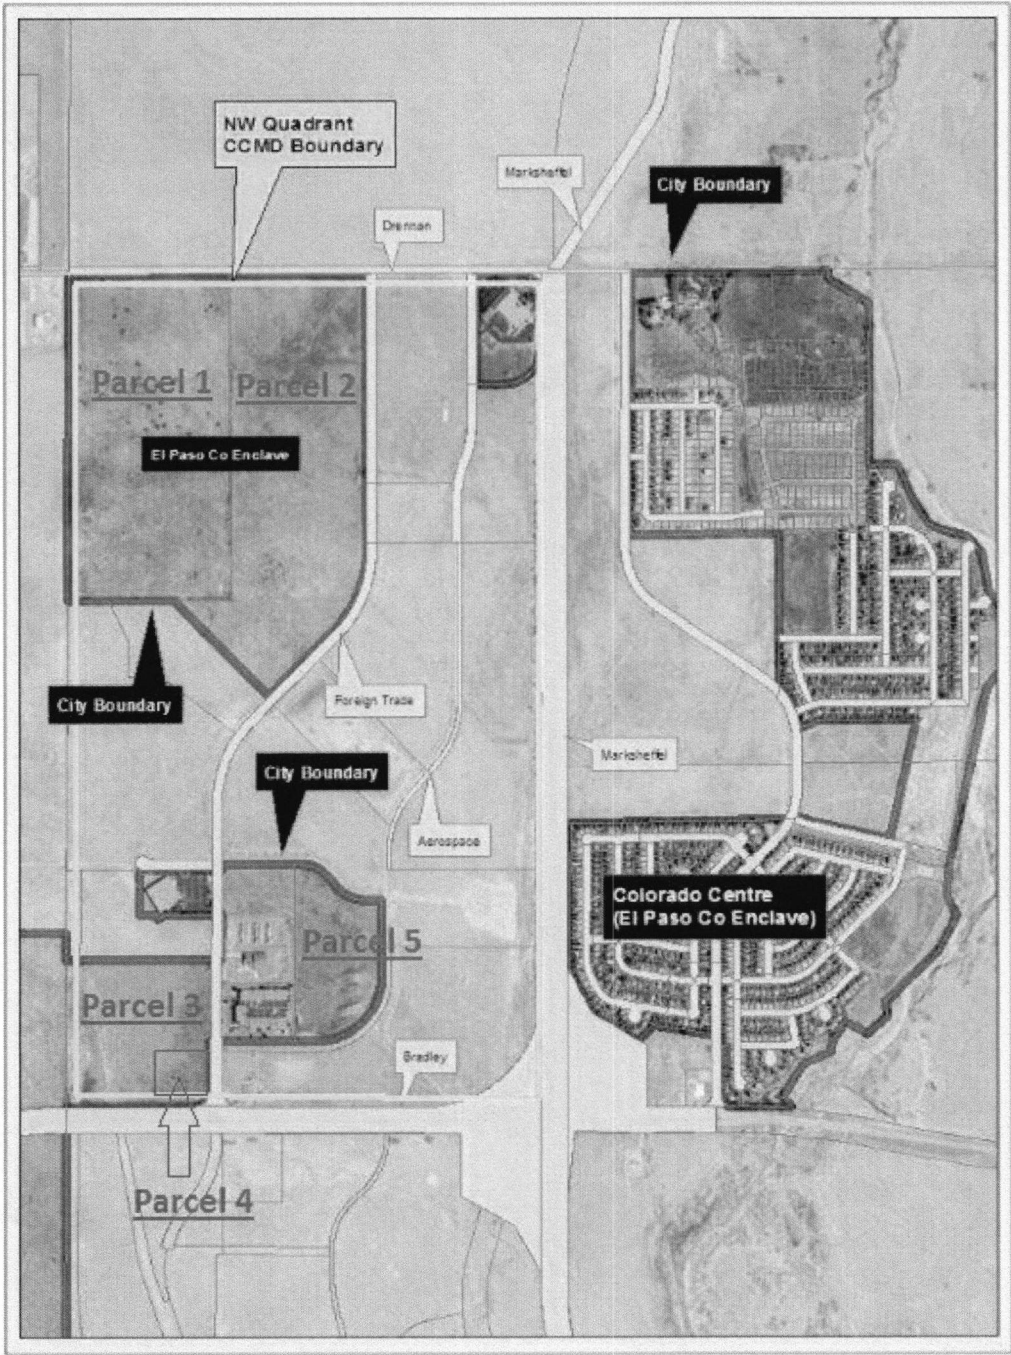 NW Quadrant
CCMD Boundary
Marksheffel
City Boundary
Drennan
Parcel 1
Parcel 2
El Paso Co Enclave
City Boundary
Foreign Trade
Marksheffel
City Boundary
Aerospace
Colorado Centre
(El Paso Co Enclave)
Parcel 5
Parcel 3
Bradley
Parcel 4